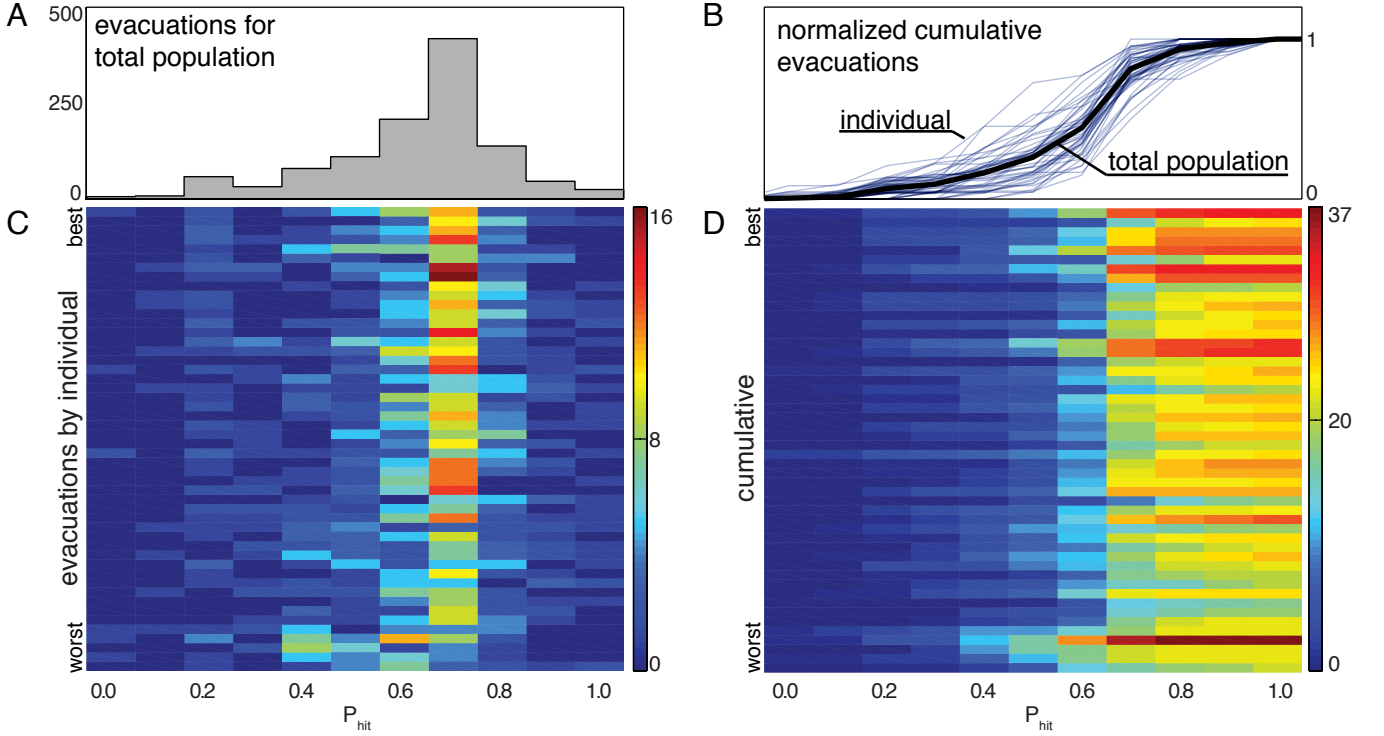 A
500
250
0
evacuations for
total population
B
normalized cumulative
evacuations
individual
total population
1
0
C
best
evacuations by individual
worst
16
8
0
0.0 0.2 0.4 0.6 0.8 1.0
P hit
D
best
cumulative
worst
37
20
0
0.0 0.2 0.4 0.6 0.8 1.0
P hit